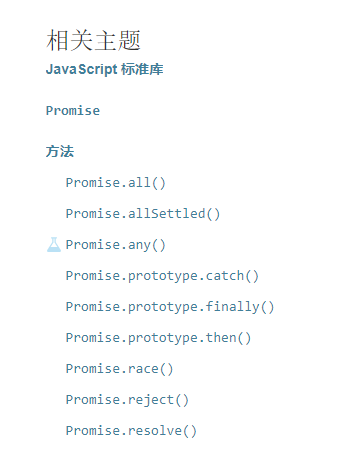 相关主题
JavaScript 标准库
Promise
方法
Promise.all()
Promise.allSettled()
Promise.any()
Promise.prototype.catch()
Promise.prototype.finally()
Promise.prototype.then()
Promise.race()
Promise.reject()
Promise.resolve()